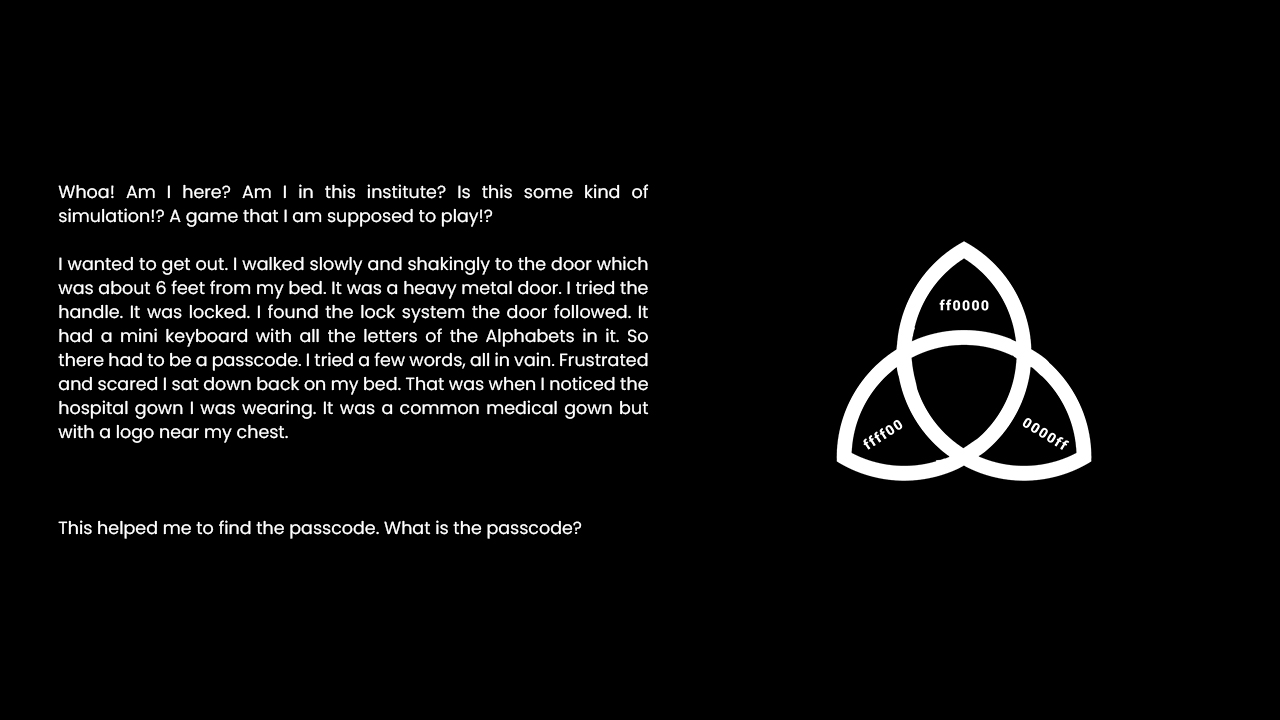 Whoa! Am I here? Am I in this institute? Is this some kind of
simulation!? A game that I am supposed to play!?
I wanted to get out. I walked slowly and shakingly to the door which
was about 6 feet from my bed. It was a heavy metal door. I tried the
handle. It was locked. I found the lock system the door followed. It
had a mini keyboard with all the letters of the Alphabets in it. So
there had to be a passcode. I tried a few words, all in vain. Frustrated
and scared I sat down back on my bed. That was when I noticed the
hospital gown I was wearing. It was a common medical gown but
with a logo near my chest.
This helped me to find the passcode. What is the passcode?
ff0000
ffff00
0000ff